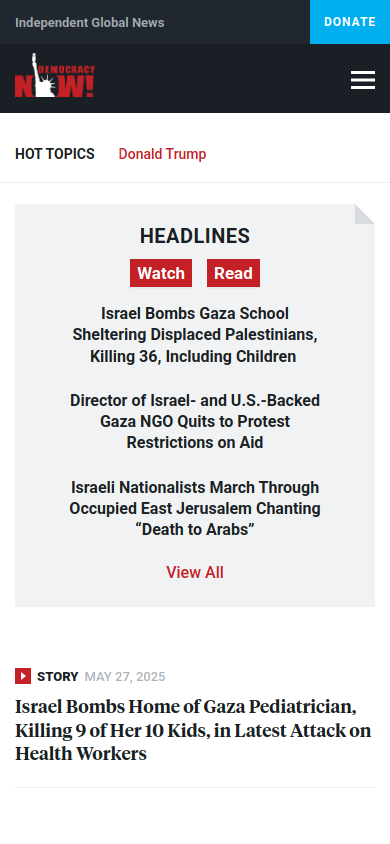 Independent Global News
DONATE
DEMOCRACY
NOW!
HOT TOPICS
Donald Trump
HEADLINES
Watch
Read
Israel Bombs Gaza School
Sheltering Displaced Palestinians,
Killing 36, Including Children
Director of Israel- and U.S.-Backed
Gaza NGO Quits to Protest
Restrictions on Aid
Israeli Nationalists March Through
Occupied East Jerusalem Chanting
“Death to Arabs”
View All
STORY MAY 27, 2025
Israel Bombs Home of Gaza Pediatrician,
Killing 9 of Her 10 Kids, in Latest Attack on
Health Workers